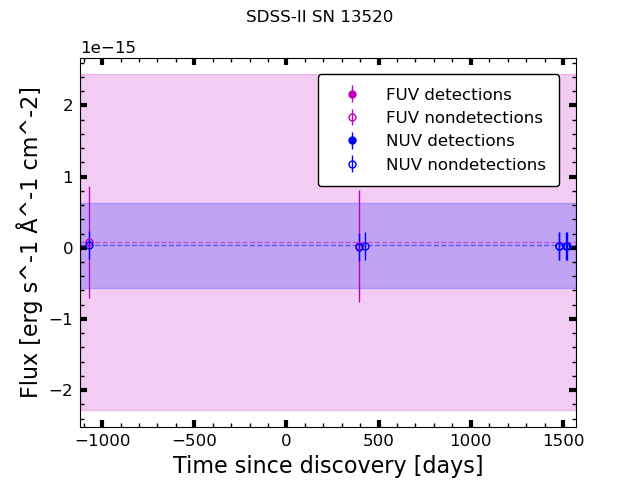 SDSS-II SN 13520
1e−15
FUV detections
FUV nondetections
NUV detections
NUV nondetections
2
1
0
−1
−2
Flux [erg s^-1 Å^-1 cm^-2]
−1000
−500
0
500
1000
1500
Time since discovery [days]